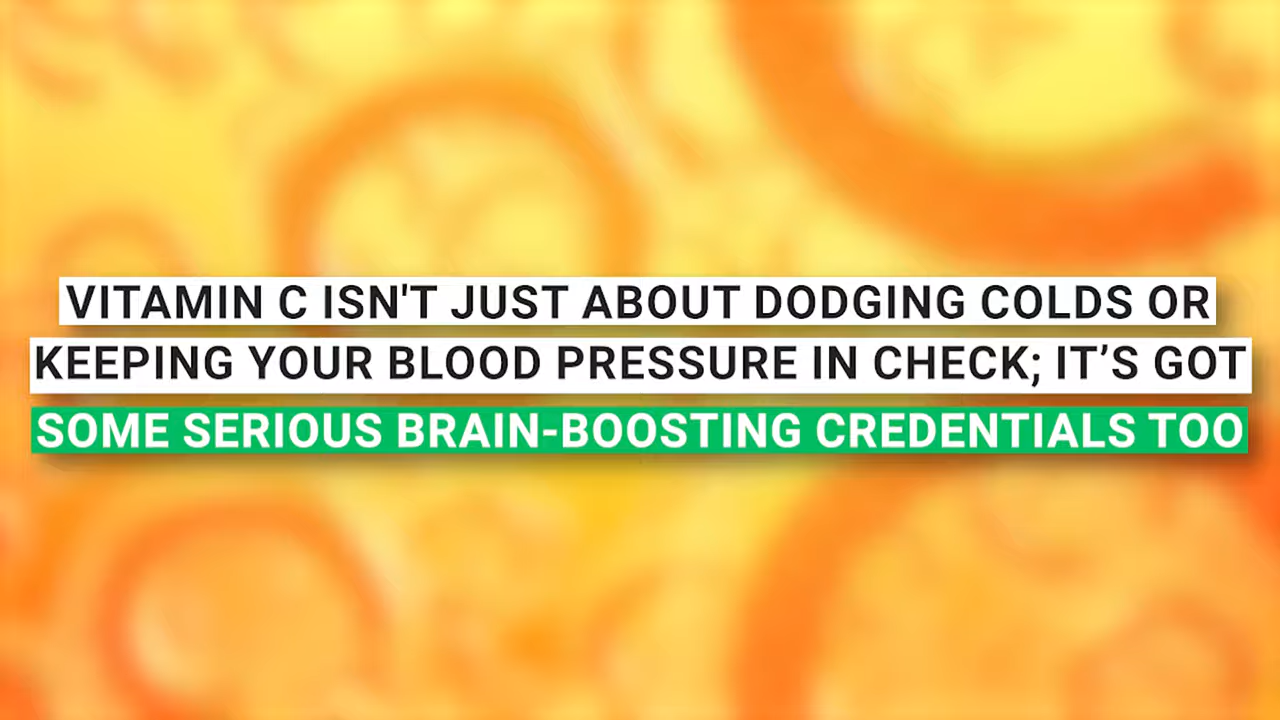 VITAMIN C ISN'T JUST ABOUT DODGING COLDS OR
KEEPING YOUR BLOOD PRESSURE IN CHECK; IT’S GOT
SOME SERIOUS BRAIN-BOOSTING CREDENTIALS TOO